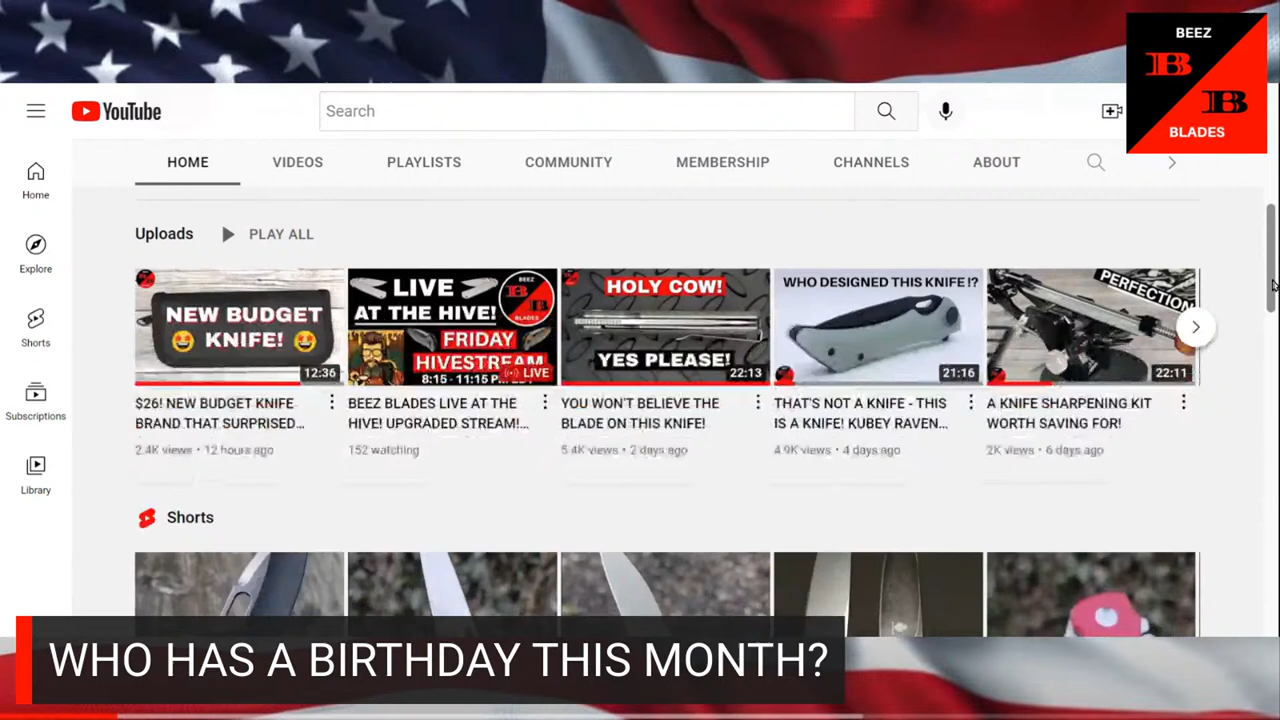 BEEZ
B
B
BLADES
YouTube
Search
HOME
VIDEOS
PLAYLISTS
COMMUNITY
MEMBERSHIP
CHANNELS
ABOUT
Home
Explore
Shorts
Subscriptions
Library
Uploads
PLAY ALL
NEW BUDGET
KNIFE!
12:36
$26! NEW BUDGET KNIFE
BRAND THAT SURPRISED...
2.4K views • 12 hours ago
LIVE
AT THE HIVE!
BEEZ
B
B
BLADES
FRIDAY
HIVESTREAM
8:15 - 11:15
LIVE
BEEZ BLADES LIVE AT THE
HIVE! UPGRADED STREAM!...
152 watching
HOLY COW!
YES PLEASE!
22:13
YOU WON'T BELIEVE THE
BLADE ON THIS KNIFE!
5.4K views • 2 days ago
WHO DESIGNED THIS KNIFE!?
21:16
THAT'S NOT A KNIFE - THIS
IS A KNIFE! KUBEY RAVEN...
4.9K views • 4 days ago
PERFECTION
22:11
A KNIFE SHARPENING KIT
WORTH SAVING FOR!
2K views • 6 days ago
Shorts
WHO HAS A BIRTHDAY THIS MONTH?